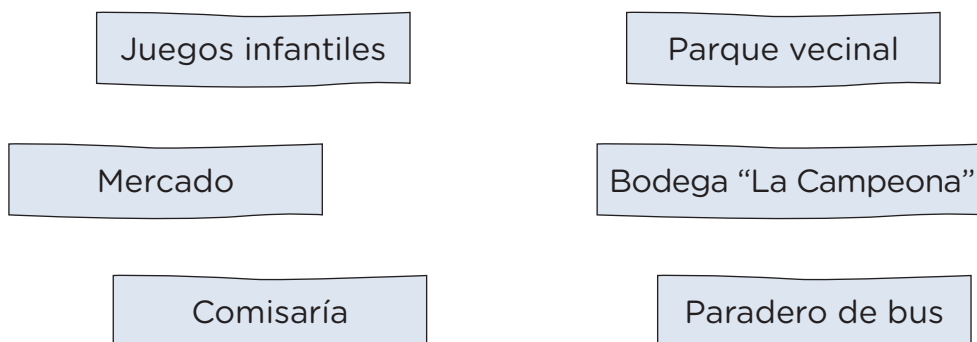 Juegos infantiles
Parque vecinal
Mercado
Bodega “La Campeona”
Comisaría
Paradero de bus